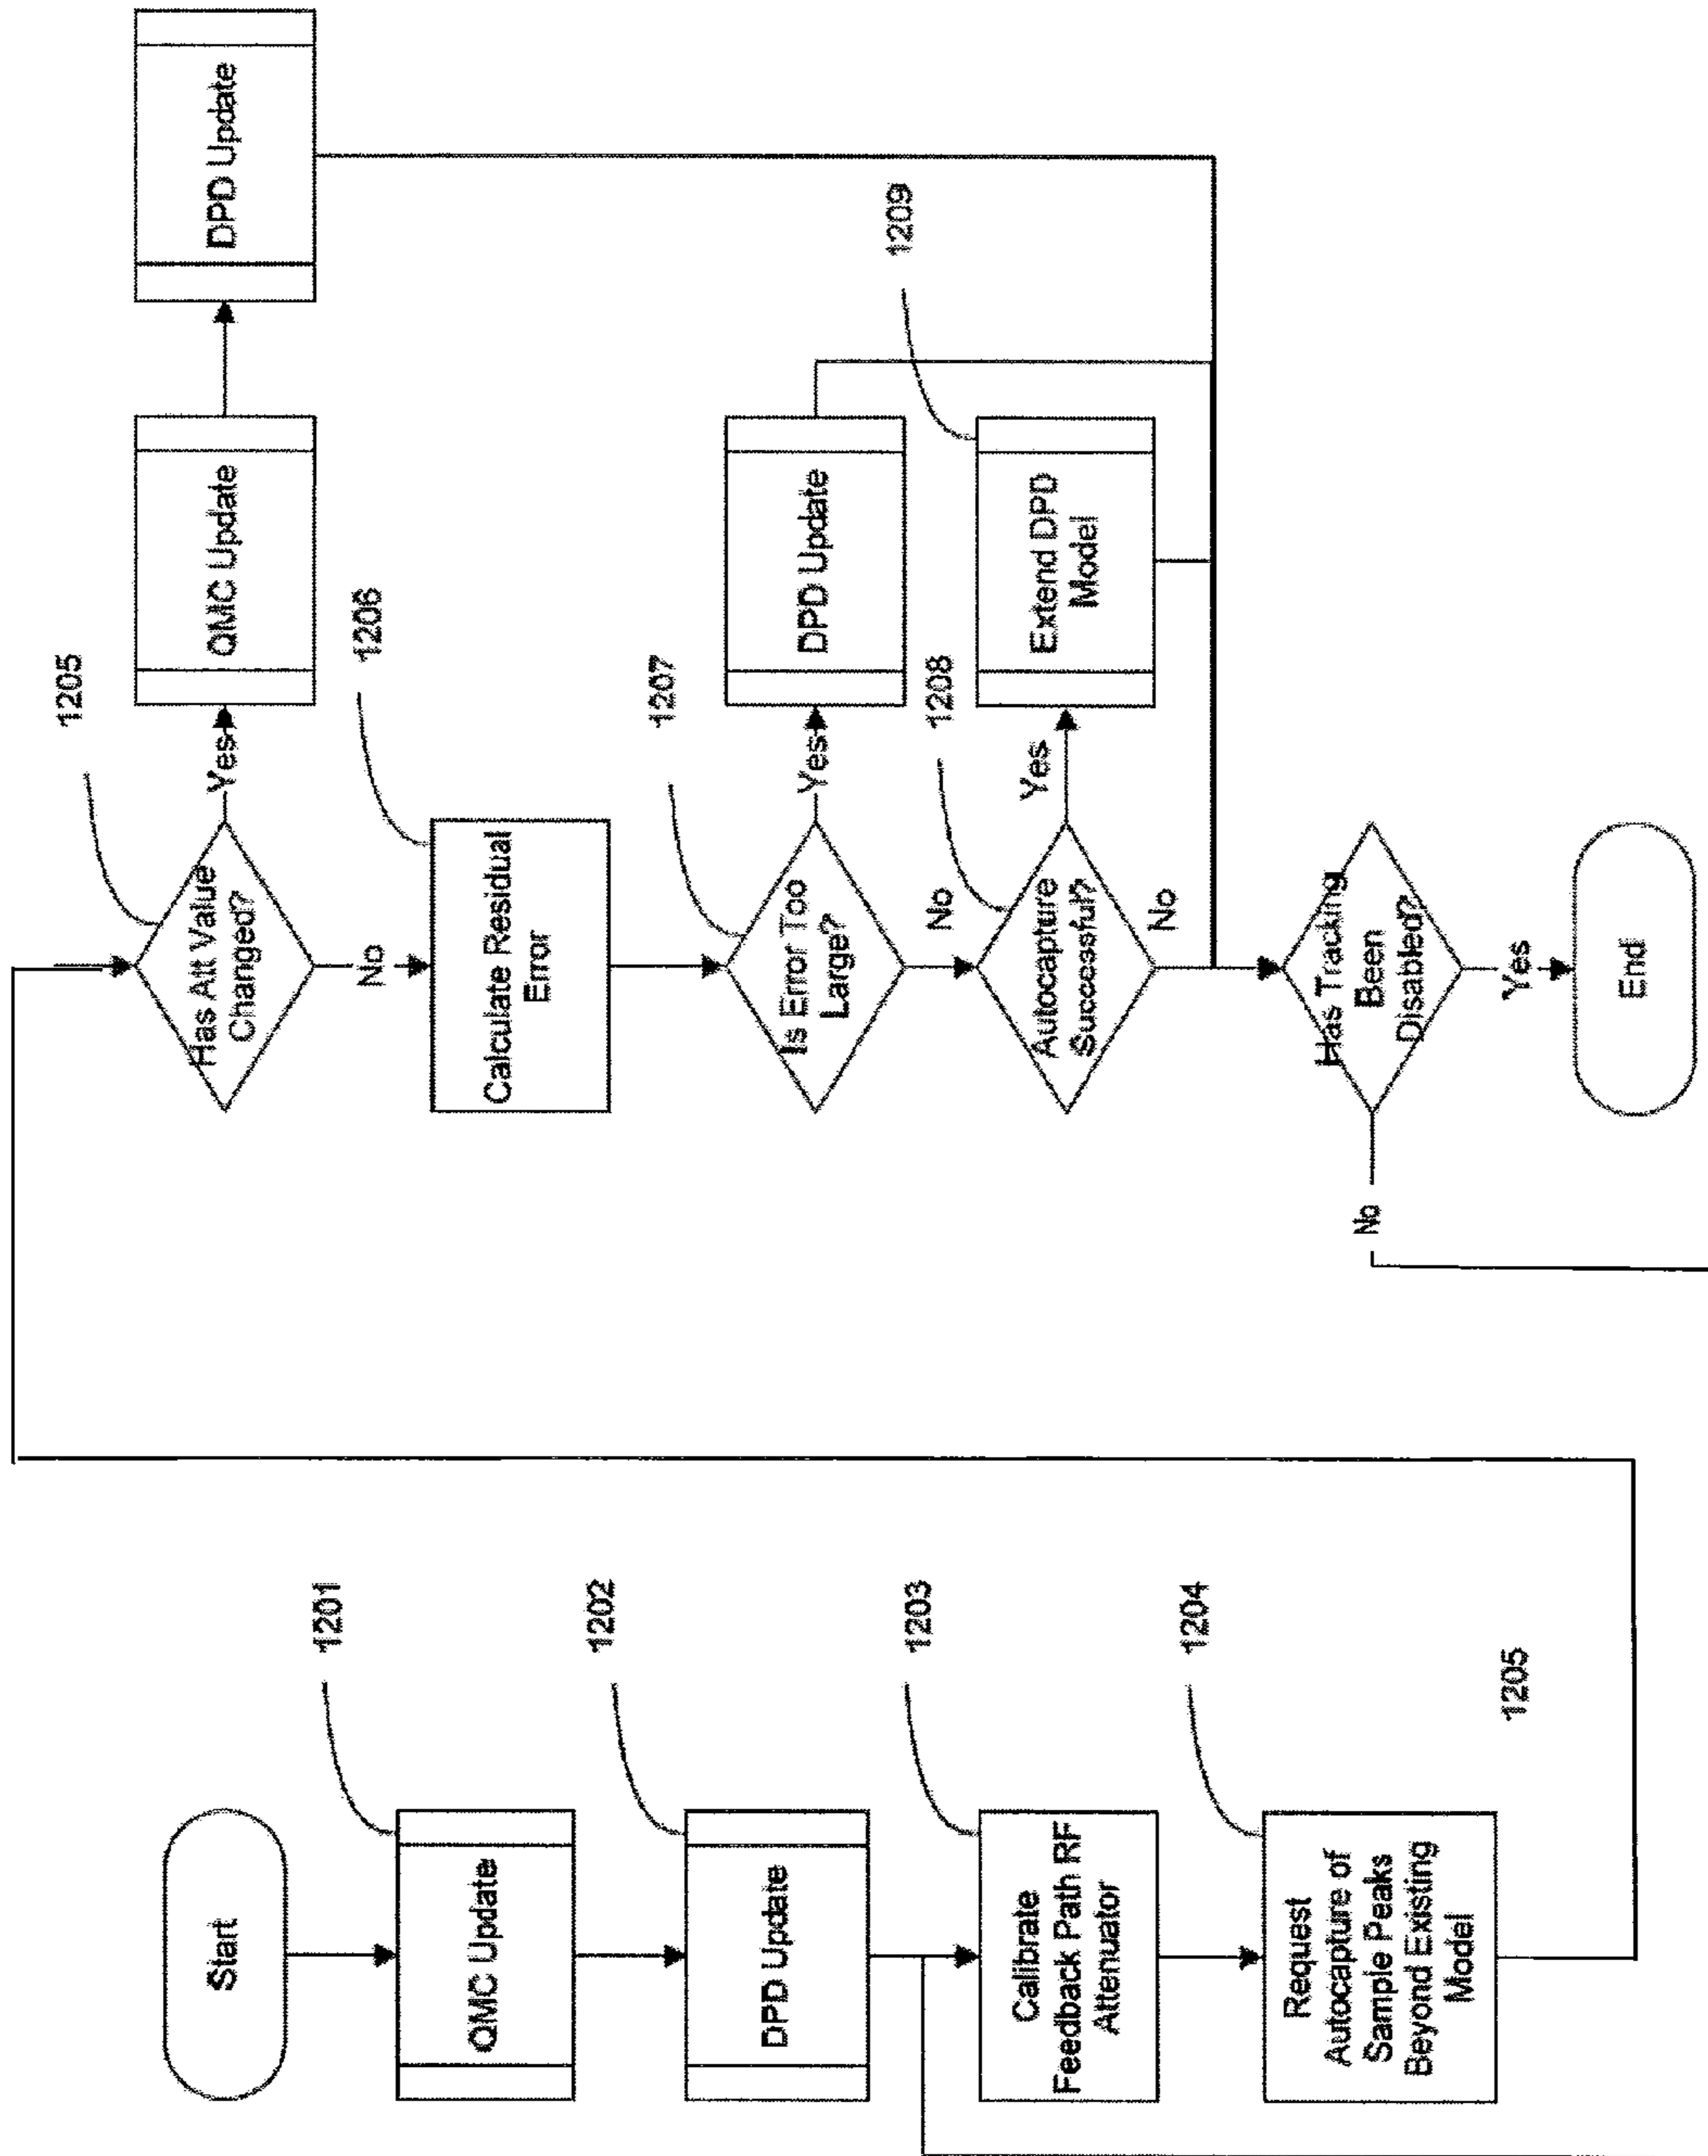 Start
1201
QMC Update
1202
DPD Update
1203
Calibrate
Feedback Path RF
Attenuator
1204
Request
Autocapture of
Sample Peaks
Beyond Existing
Model
1205
1205
Has Att Value
Changed?
Yes
QMC Update
DPD Update
No
1206
Calculate Residual
Error
1207
Is Error Too
Large?
Yes
DPD Update
No
1208
Autocapture
Successful?
Yes
1209
Extend DPD
Model
No
Has Tracking
Been
Disabled?
No
Yes
End